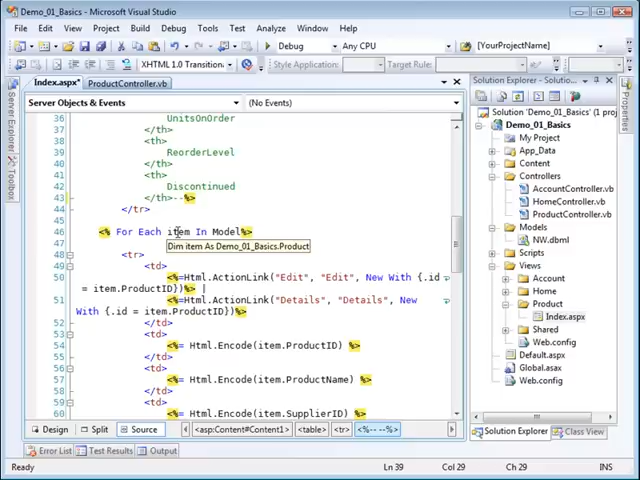 Demo_01_Basics - Microsoft Visual Studio
File Edit View Project Build Debug Data Tools Test Analyze Window Help
Debug Any CPU [YourProjectName]
XHTML 1.0 Transition Style Application: Target Rule:
Index.aspx* ProductController.vb
Server Objects & Events (No Events)
Server Explorer
Toolbox
36 UnitsOnOrder
37 </th>
38 <th>
39 ReorderLevel
40 </th>
41 <th>
42 Discontinued
43 </th>--%>
44 </tr>
45
46 <% For Each item In Model%>
47 Dim item As Demo_01_Basics.Product
48 <tr>
49 <td>
50 <%=Html.ActionLink("Edit", "Edit", New With {.id
= item.ProductID})%> |
51 <%=Html.ActionLink("Details", "Details", New
With {.id = item.ProductID})%>
52 </td>
53 <td>
54 <%= Html.Encode(item.ProductID) %>
55 </td>
56 <td>
57 <%= Html.Encode(item.ProductName) %>
58 </td>
59 <td>
60 <%= Html.Encode(item.SupplierID) %>
Design Split Source <asp:Content#Content1> <table> <tr> <%-- --%>
Error List Test Results Output
Solution Explorer - Solutio...
Solution 'Demo_01_Basics' (1 proj
Demo_01_Basics
My Project
App_Data
Content
Controllers
AccountController.vb
HomeController.vb
ProductController.vb
Models
NW.dbml
Scripts
Views
Account
Home
Product
Index.aspx
Shared
Web.config
Default.aspx
Global.asax
Web.config
Solution Explorer Class View
Properties
Ready Ln 39 Col 29 Ch 29 INS